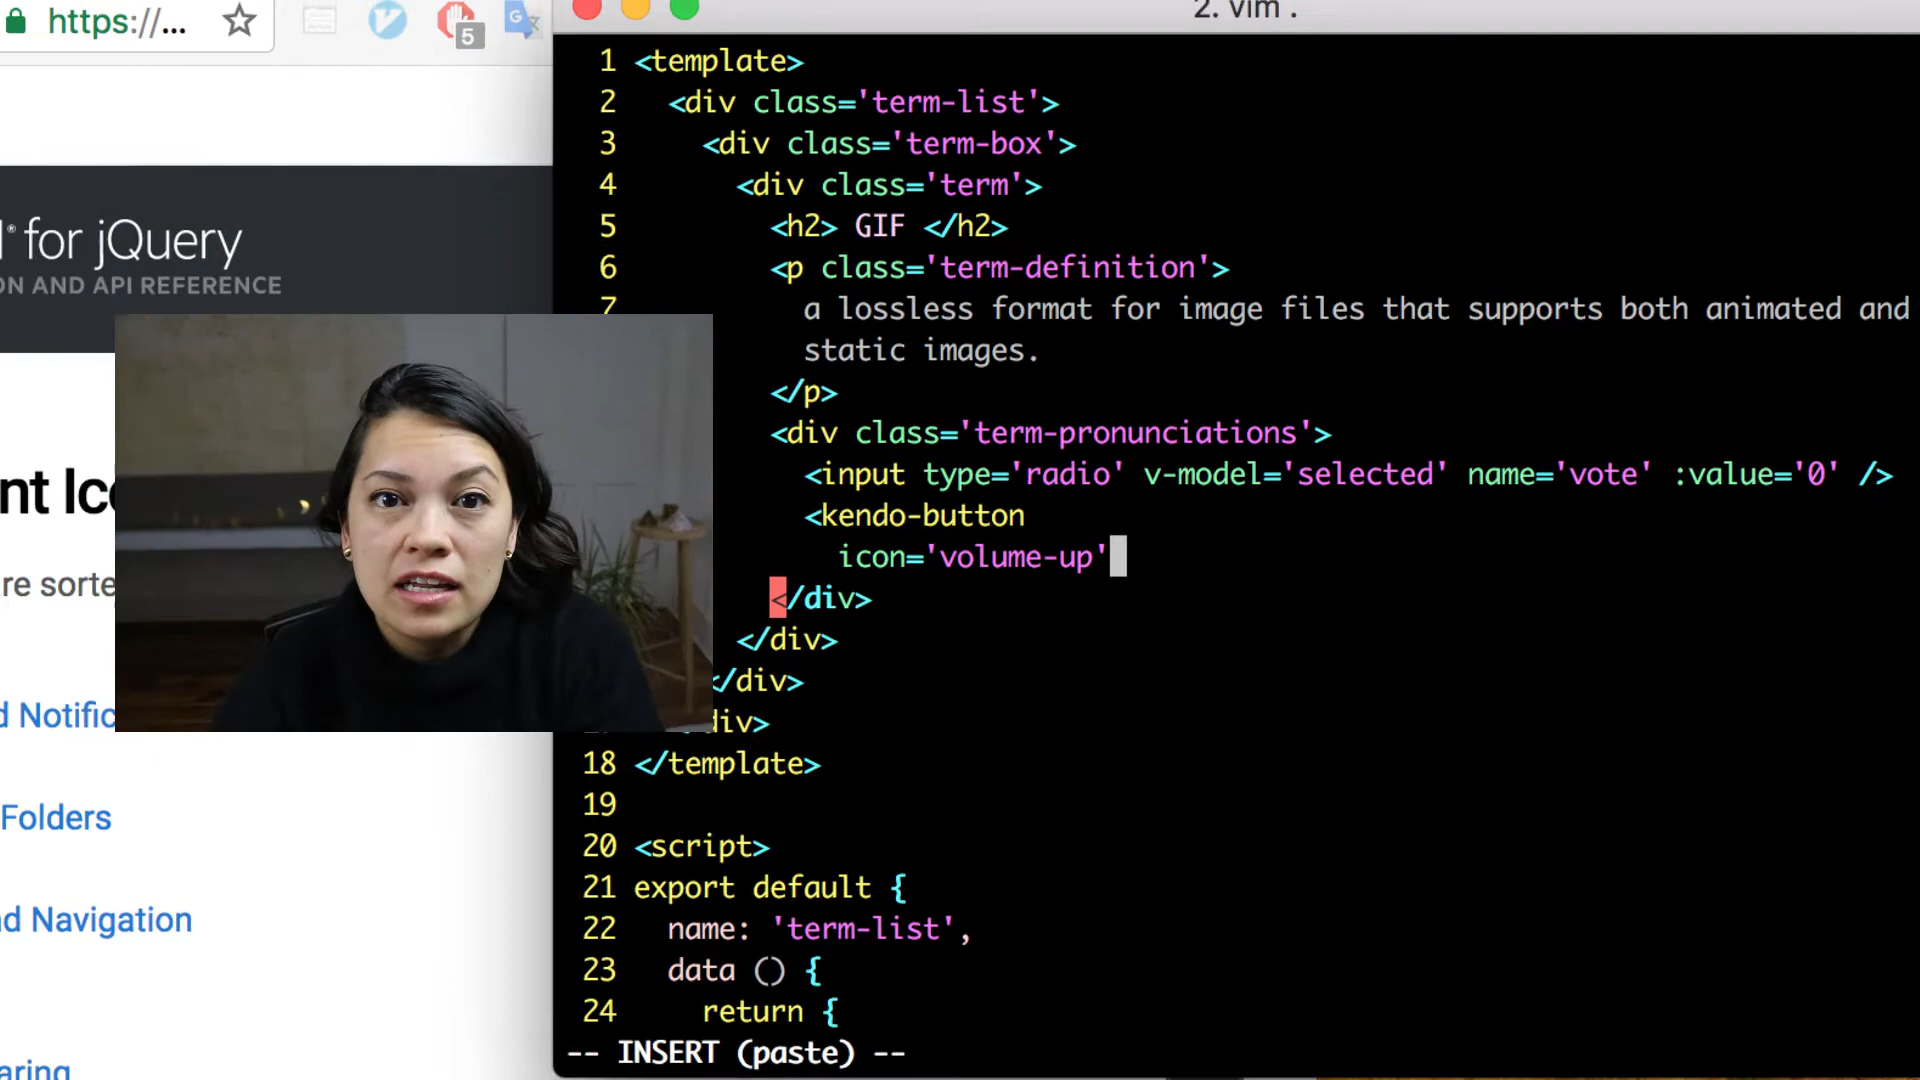 https://...
5
for jQuery
ON AND API REFERENCE
nt Ico
re sorte
d Notific
Folders
nd Navigation
aring
2. vim .
1 <template>
2 <div class='term-list'>
3 <div class='term-box'>
4 <div class='term'>
5 <h2> GIF </h2>
6 <p class='term-definition'>
7 a lossless format for image files that supports both animated and
static images.
</p>
<div class='term-pronunciations'>
<input type='radio' v-model='selected' name='vote' :value='0' />
<kendo-button
icon='volume-up'
</div>
</div>
</div>
div>
18 </template>
19
20 <script>
21 export default {
22 name: 'term-list',
23 data () {
24 return {
-- INSERT (paste) --